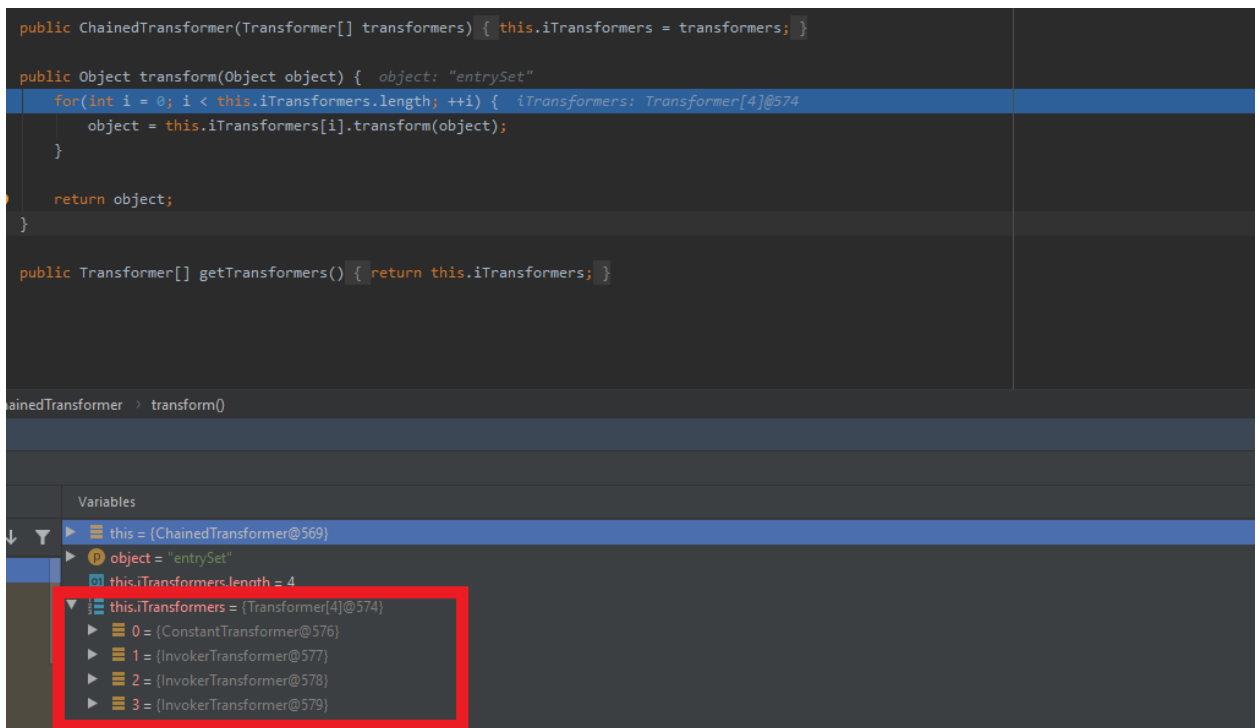 public ChainedTransformer(Transformer[] transformers) { this.iTransformers = transformers; }
public Object transform(Object object) { object: "entrySet"
for(int i = 0; i < this.iTransformers.length; ++i) { iTransformers: Transformer[4]@574
object = this.iTransformers[i].transform(object);
}
return object;
}
public Transformer[] getTransformers() { return this.iTransformers; }
hainedTransformer › transform()
Variables
this = {ChainedTransformer@569}
p object = "entrySet"
01 this.iTransformers.length = 4
this.iTransformers = {Transformer[4]@574}
0 = {ConstantTransformer@576}
1 = {InvokerTransformer@577}
2 = {InvokerTransformer@578}
3 = {InvokerTransformer@579}